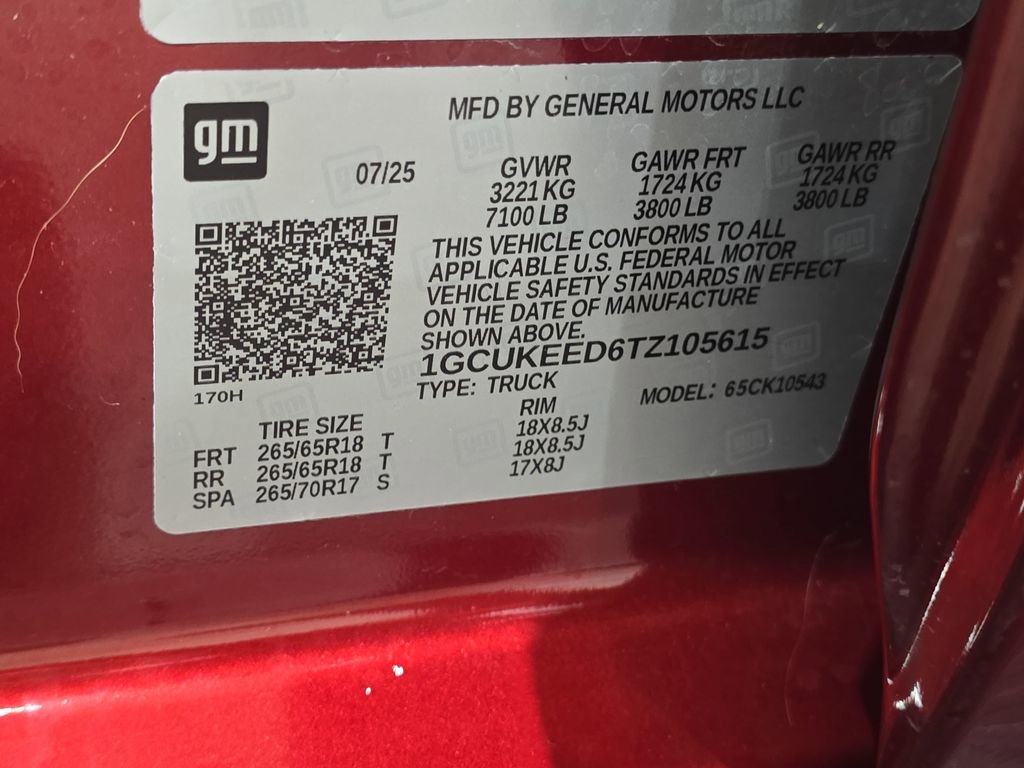 gm
MFD BY GENERAL MOTORS LLC
07/25 GVWR GAWR FRT GAWR RR
3221 KG 1724 KG 1724 KG
7100 LB 3800 LB 3800 LB
THIS VEHICLE CONFORMS TO ALL
APPLICABLE U.S. FEDERAL MOTOR
VEHICLE SAFETY STANDARDS IN EFFECT
ON THE DATE OF MANUFACTURE
SHOWN ABOVE.
1GCUKEED6TZ105615
170H
TYPE: TRUCK MODEL: 65CK10543
TIRE SIZE RIM
FRT 265/65R18 T 18X8.5J
RR 265/65R18 T 18X8.5J
SPA 265/70R17 S 17X8J